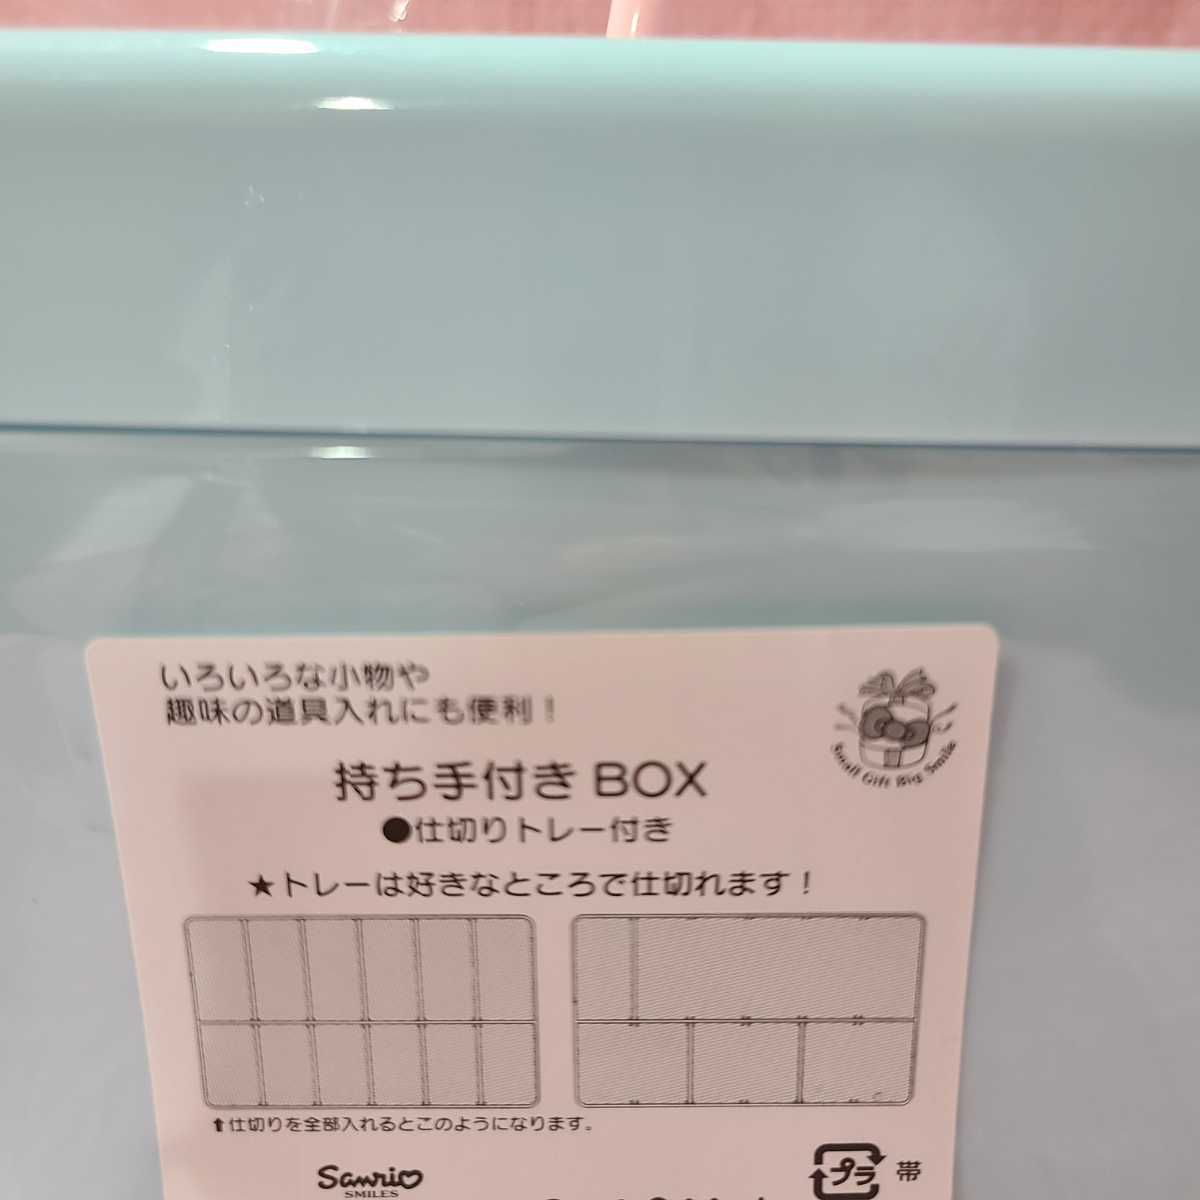 いろいろな小物や
趣味の道具入れにも便利！
Small Gift Big Smile
持ち手付き BOX
●仕切りトレー付き
★トレーは好きなところで仕切れます！
⬆仕切りを全部入れるとこのようになります。
Sanrio
SMILES
プラ 帯